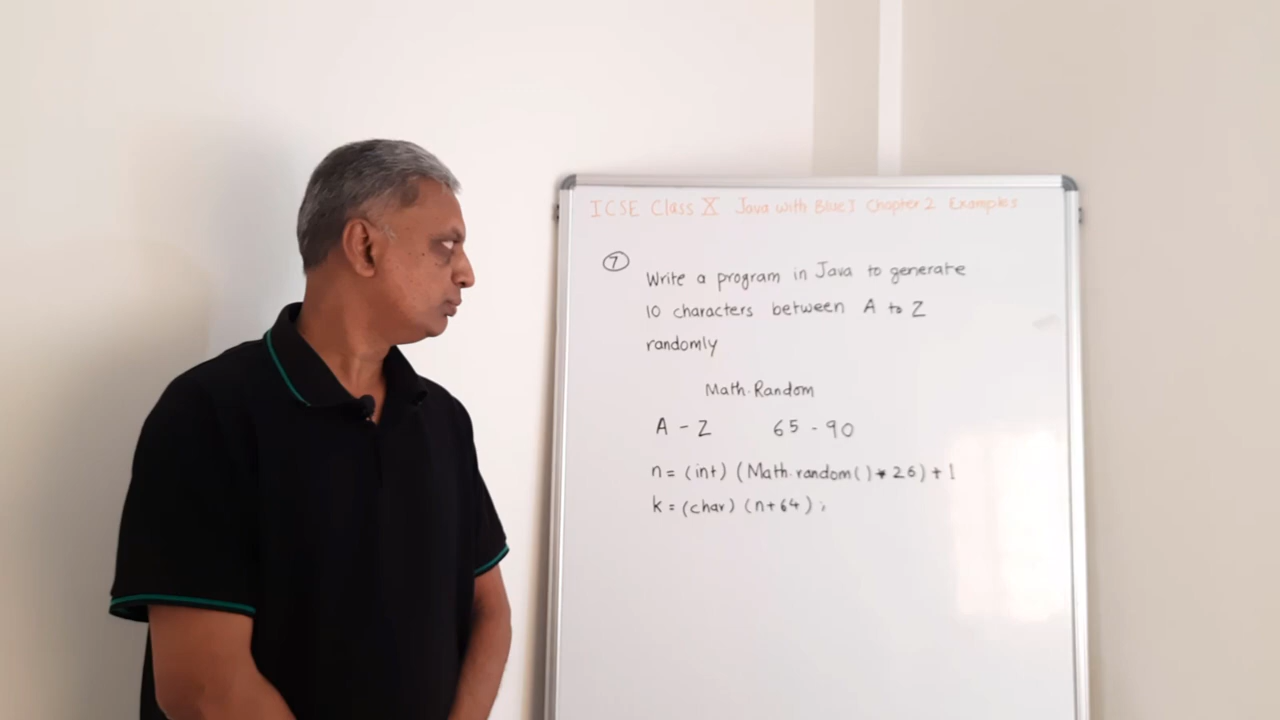 ICSE Class X Java with BlueJ Chapter 2 Examples
7
Write a program in Java to generate
10 characters between A to Z
randomly
Math.Random
A - Z 65 - 90
n = (int) (Math.random() * 26) + 1
k = (char) (n+64);